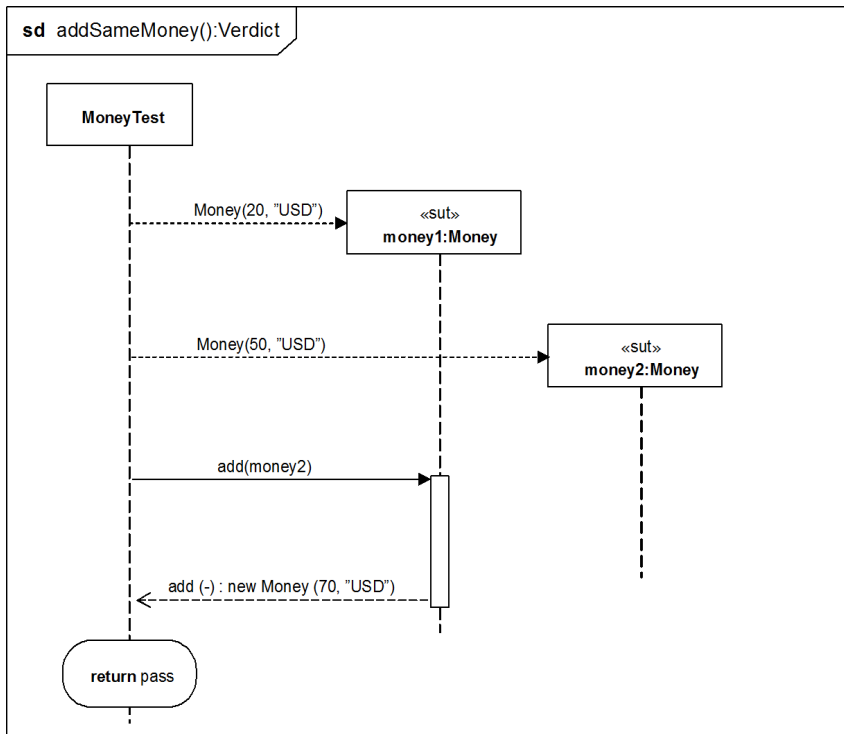 sd addSameMoney():Verdict
MoneyTest
Money(20, ”USD”)
«sut»
money1:Money
Money(50, ”USD”)
«sut»
money2:Money
add(money2)
add (-) : new Money (70, ”USD”)
return pass